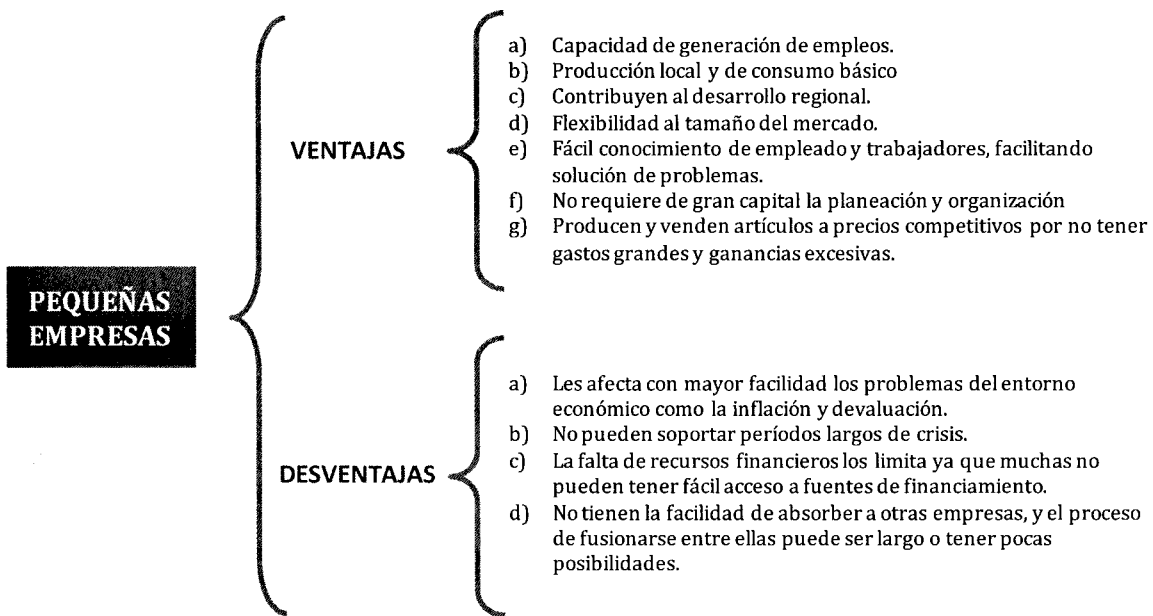 PEQUEÑAS
EMPRESAS
VENTAJAS
a) Capacidad de generación de empleos.
b) Producción local y de consumo básico
c) Contribuyen al desarrollo regional.
d) Flexibilidad al tamaño del mercado.
e) Fácil conocimiento de empleado y trabajadores, facilitando
solución de problemas.
f) No requiere de gran capital la planeación y organización
g) Producen y venden artículos a precios competitivos por no tener
gastos grandes y ganancias excesivas.
DESVENTAJAS
a) Les afecta con mayor facilidad los problemas del entorno
económico como la inflación y devaluación.
b) No pueden soportar períodos largos de crisis.
c) La falta de recursos financieros los limita ya que muchas no
pueden tener fácil acceso a fuentes de financiamiento.
d) No tienen la facilidad de absorber a otras empresas, y el proceso
de fusionarse entre ellas puede ser largo o tener pocas
posibilidades.